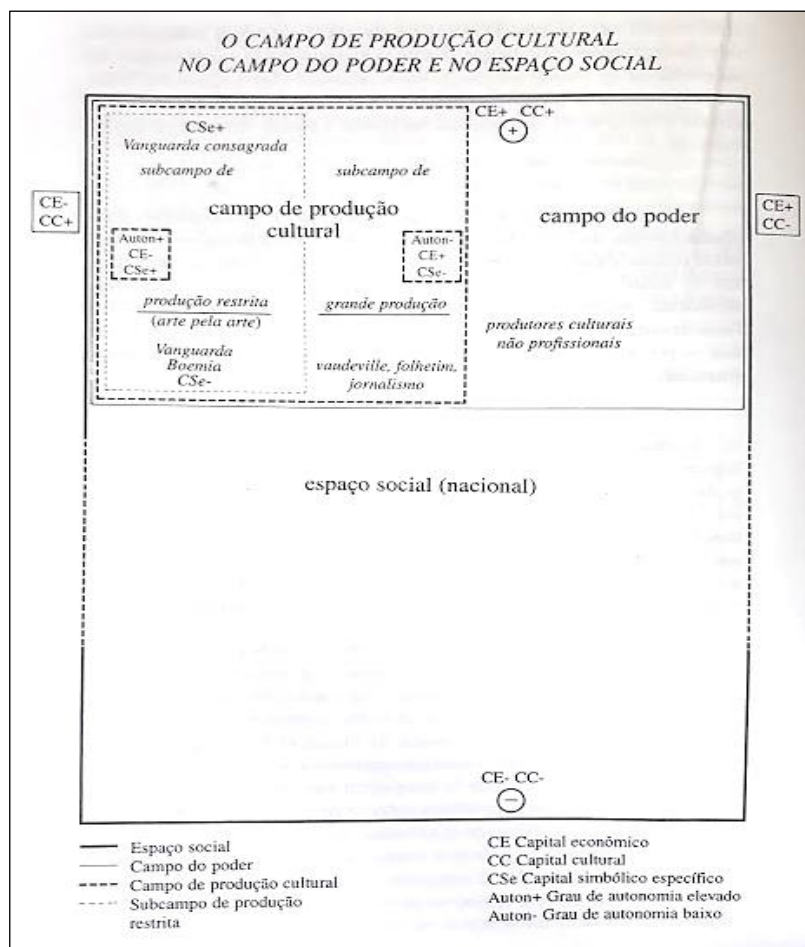 O CAMPO DE PRODUÇÃO CULTURAL
NO CAMPO DO PODER E NO ESPAÇO SOCIAL
CE+ CC+
+
CSe+
Vanguarda consagrada
subcampo de
subcampo de
CE-
CC+
CE+
CC-
campo de produção
cultural
campo do poder
Auton+
CE-
CSe+
Auton-
CE+
CSe-
produção restrita
(arte pela arte)
grande produção
produtores culturais
não profissionais
Vanguarda
Boemia
CSe-
vaudeville, folhetim,
jornalismo
espaço social (nacional)
CE- CC-
−
Espaço social
Campo do poder
Campo de produção cultural
Subcampo de produção
restrita
CE Capital econômico
CC Capital cultural
CSe Capital simbólico específico
Auton+ Grau de autonomia elevado
Auton- Grau de autonomia baixo